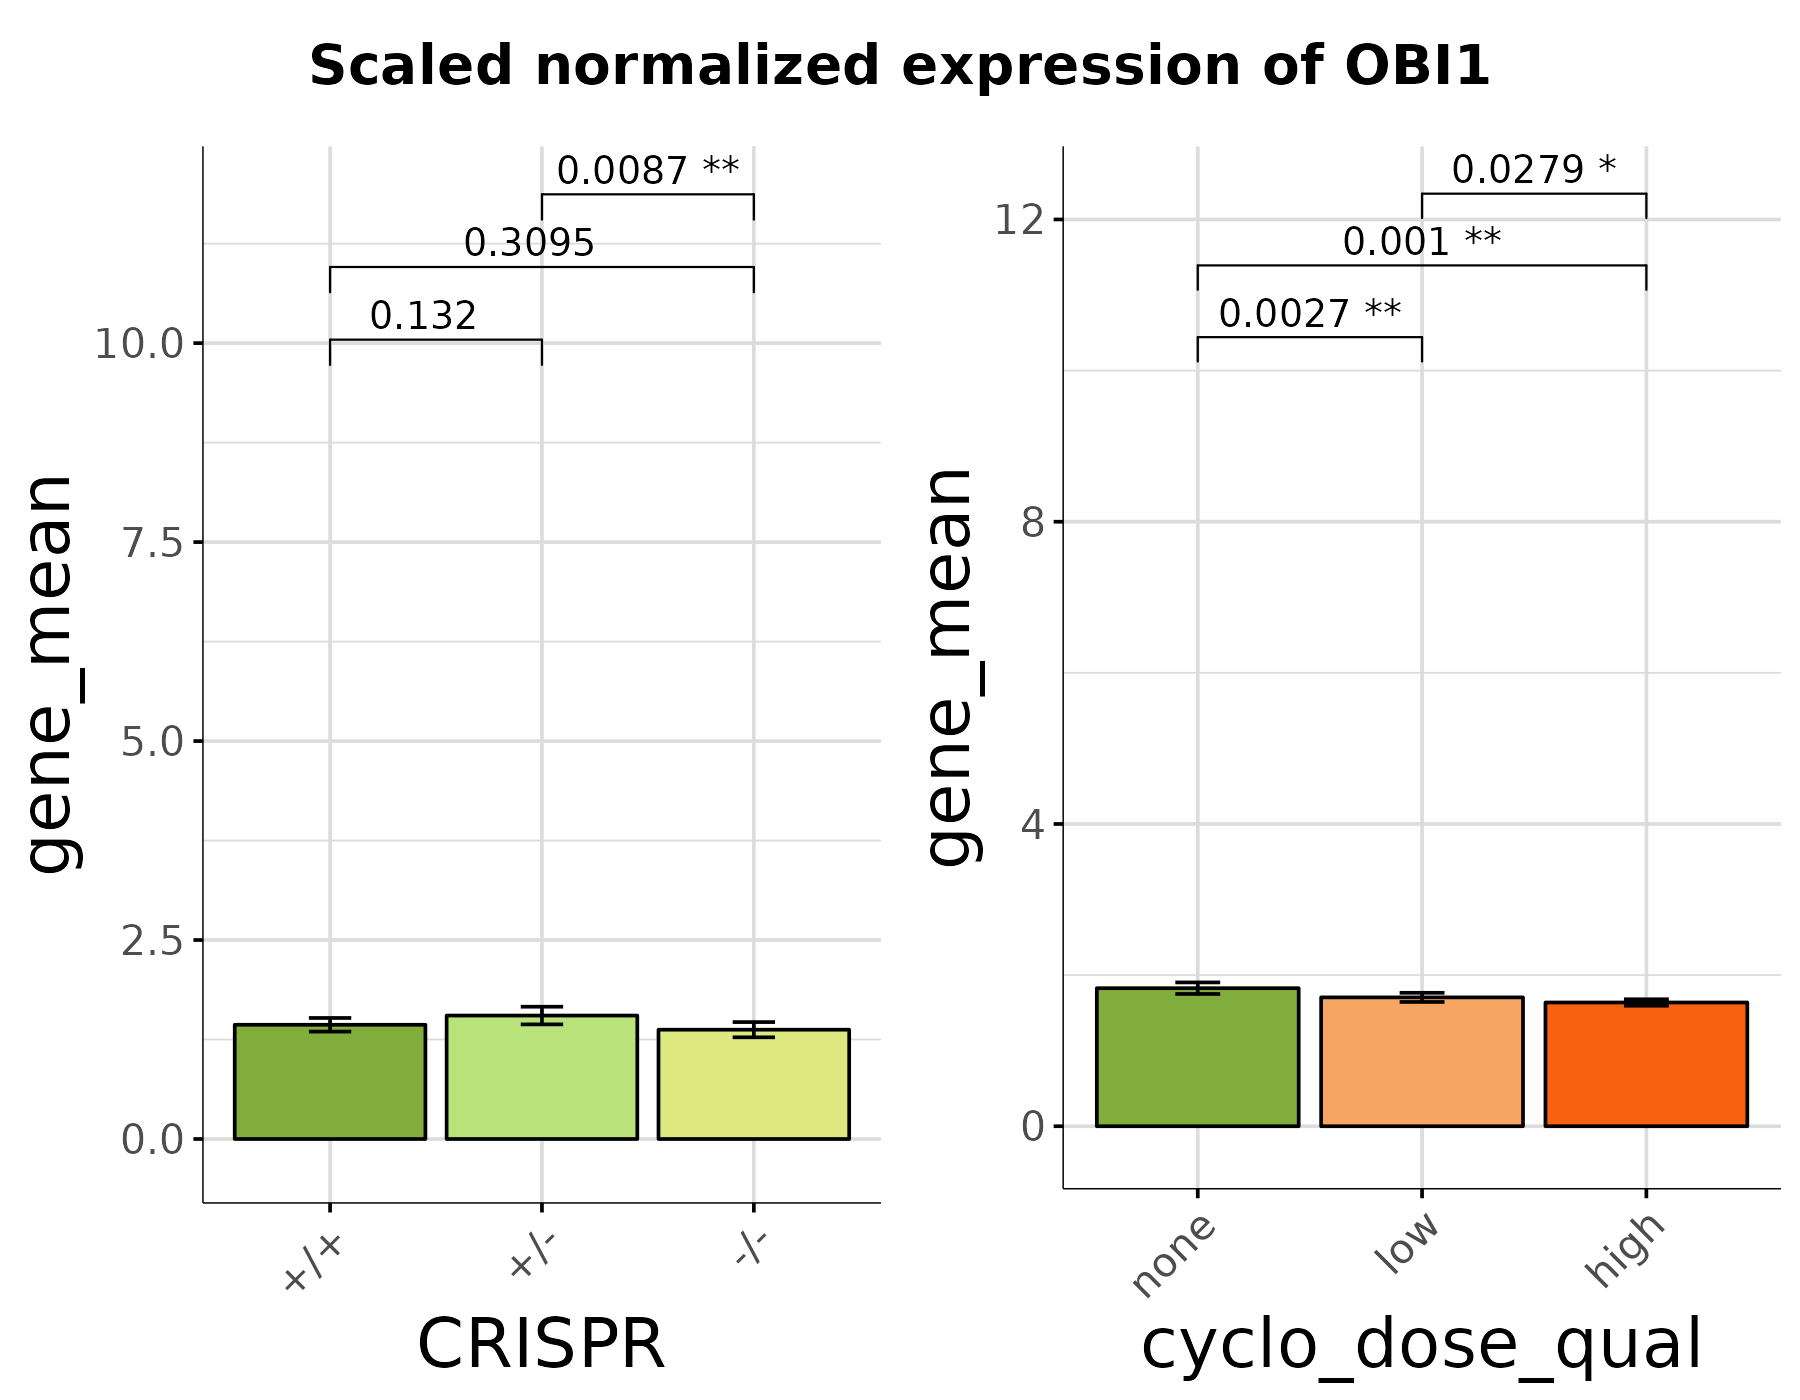 Scaled normalized expression of OBI1
gene_mean
10.0
7.5
5.0
2.5
0.0
0.0087 **
0.3095
0.132
+/+
+/-
-/-
CRISPR
gene_mean
12
8
4
0
0.0279 *
0.001 **
0.0027 **
none
low
high
cyclo_dose_qual